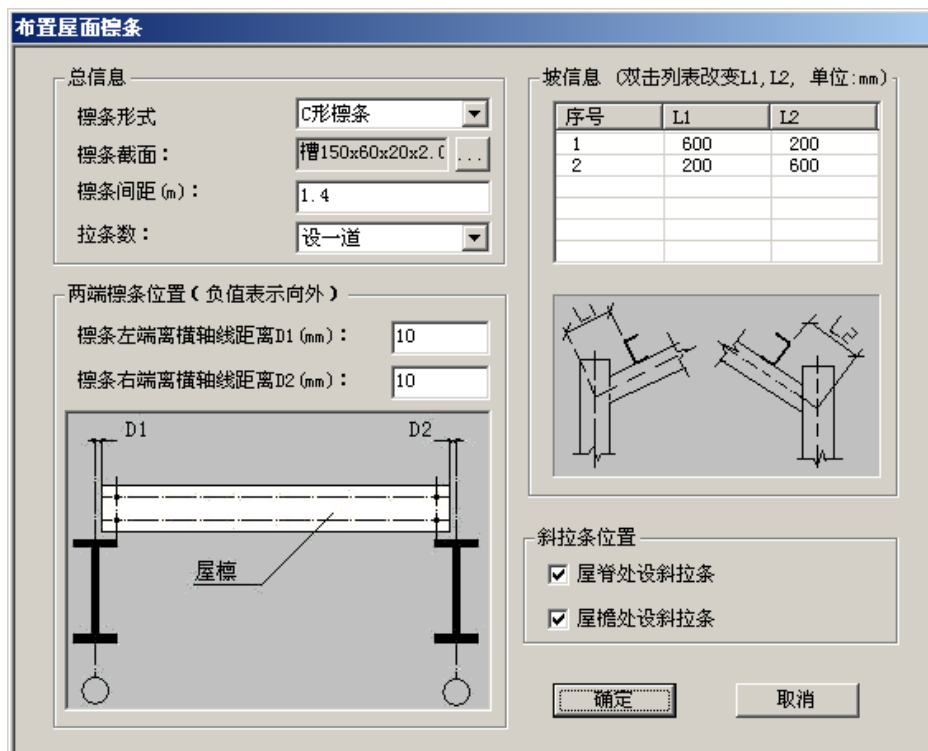 布置屋面檩条
总信息
檩条形式
C形檩条
檩条截面：
槽150x60x20x2.0
...
檩条间距(m)：
1.4
拉条数：
设一道
两端檩条位置(负值表示向外)
檩条左端离横轴线距离D1(mm)：
10
檩条右端离横轴线距离D2(mm)：
10
D1
D2
屋檩
坡信息 (双击列表改变L1,L2, 单位:mm)
序号 L1 L2
1 600 200
2 200 600
L1
L2
斜拉条位置
屋脊处设斜拉条
屋檐处设斜拉条
确定
取消